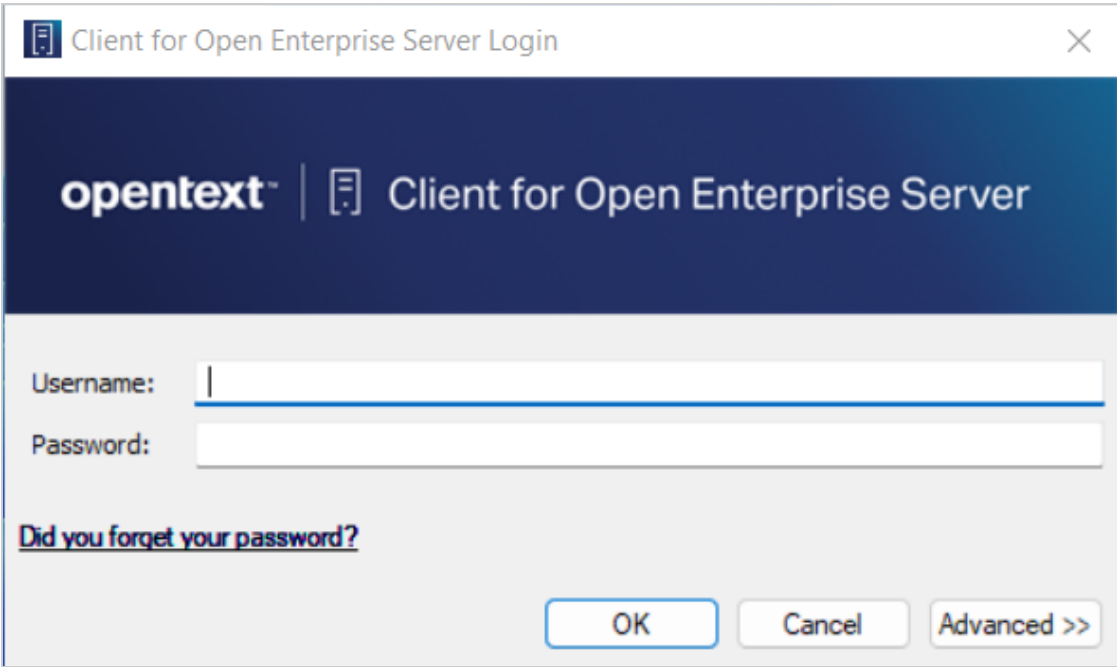 Client for Open Enterprise Server Login
opentext™ Client for Open Enterprise Server
Username:
Password:
Did you forget your password?
OK Cancel Advanced >>